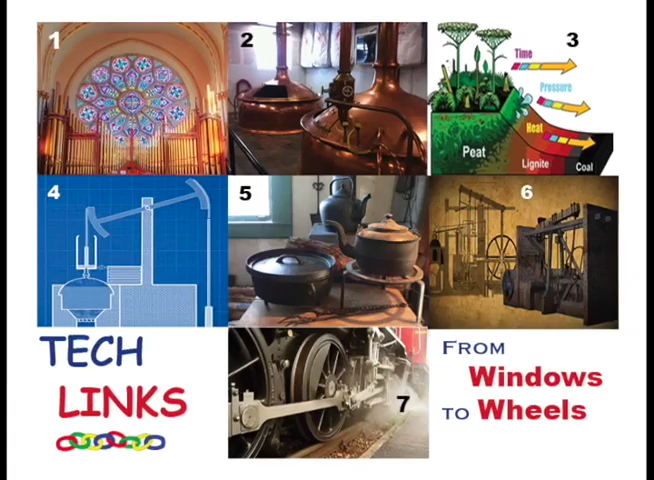 1
2
3
Time
Pressure
Heat
Peat
Lignite
Coal
4
5
6
7
TECH
LINKS
FROM
Windows
TO Wheels